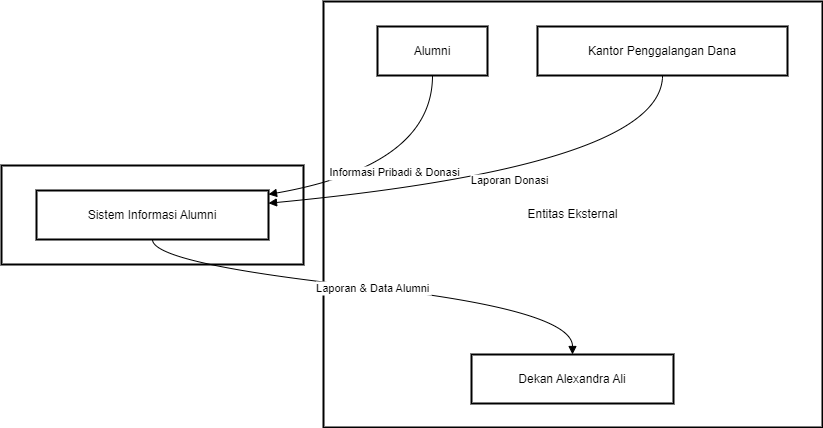 Alumni
Kantor Penggalangan Dana
Informasi Pribadi & Donasi
Laporan Donasi
Sistem Informasi Alumni
Entitas Eksternal
Laporan & Data Alumni
Dekan Alexandra Ali